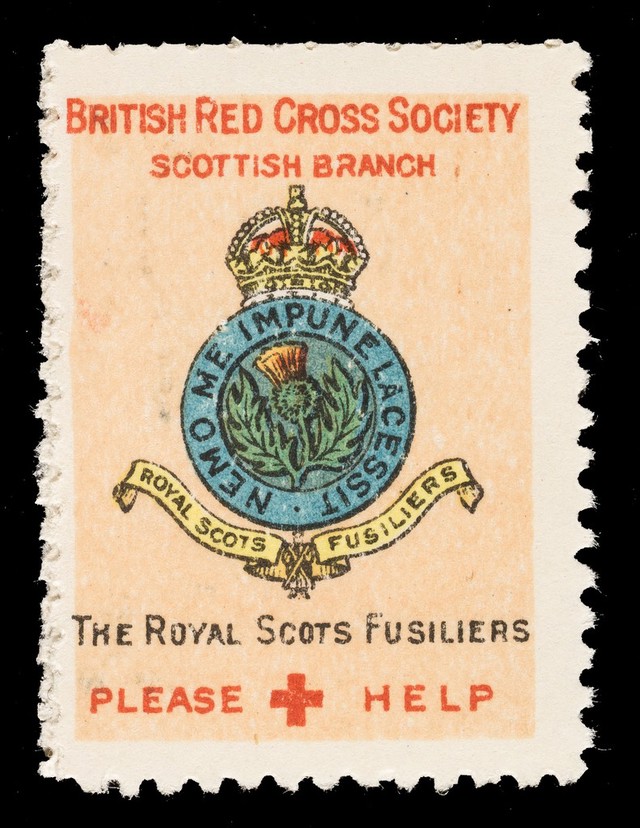 BRITISH RED CROSS SOCIETY
SCOTTISH BRANCH
NEMO ME IMPUNE LACESSIT
ROYAL SCOTS FUSILIERS
THE ROYAL SCOTS FUSILIERS
PLEASE HELP